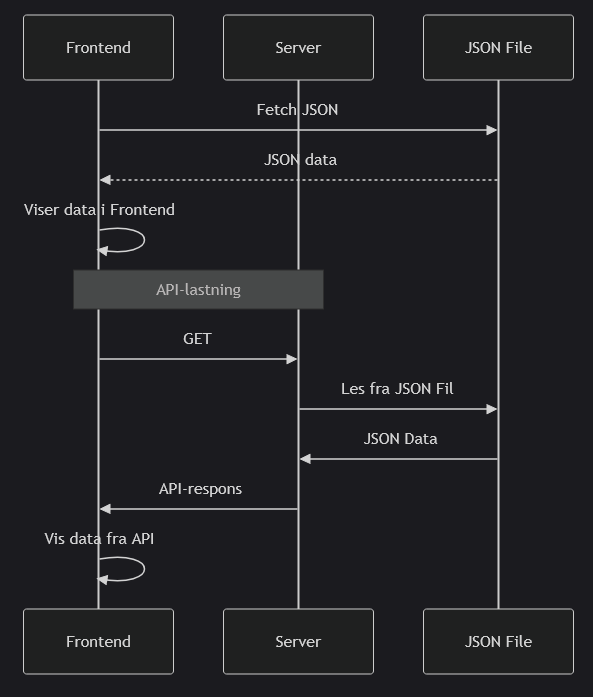 Frontend
Server
JSON File
Fetch JSON
JSON data
Viser data i Frontend
API-lastning
GET
Les fra JSON Fil
JSON Data
API-respons
Vis data fra API
Frontend
Server
JSON File